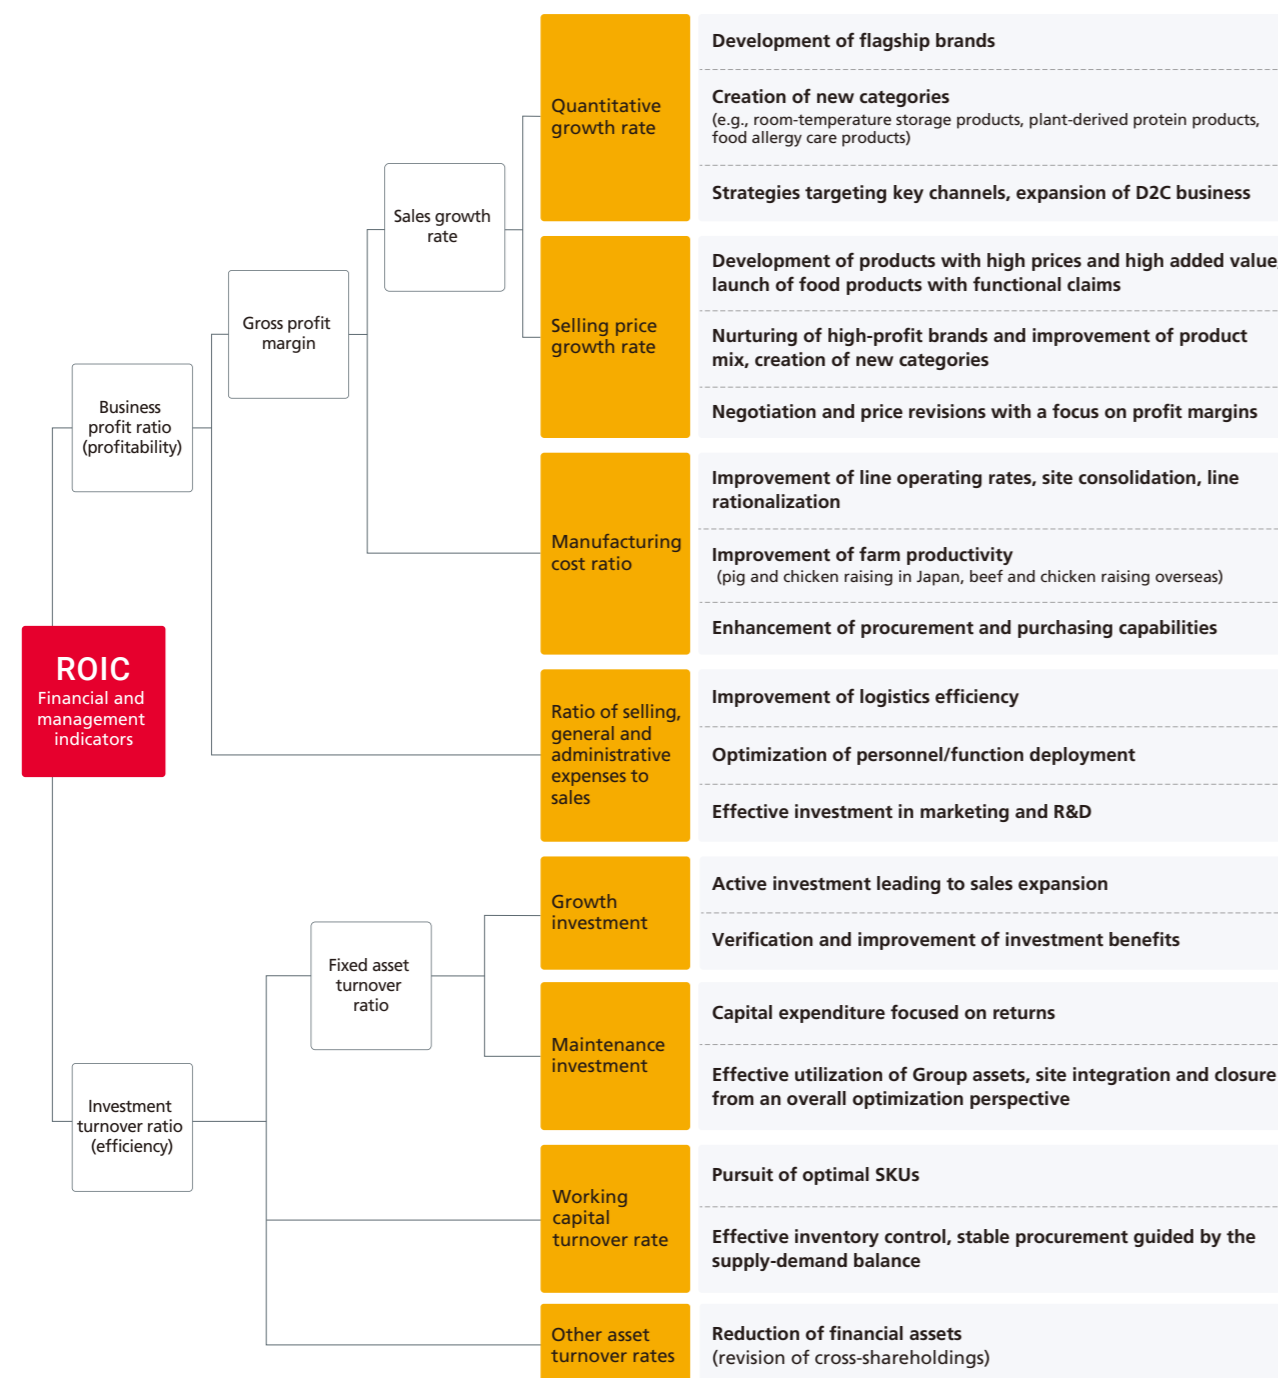 ROIC
Financial and
management
indicators
Business
profit ratio
(profitability)
Gross profit
margin
Sales growth
rate
Quantitative
growth rate
Development of flagship brands
Creation of new categories
(e.g., room-temperature storage products, plant-derived protein products,
food allergy care products)
Strategies targeting key channels, expansion of D2C business
Selling price
growth rate
Development of products with high prices and high added value,
launch of food products with functional claims
Nurturing of high-profit brands and improvement of product
mix, creation of new categories
Negotiation and price revisions with a focus on profit margins
Manufacturing
cost ratio
Improvement of line operating rates, site consolidation, line
rationalization
Improvement of farm productivity
(pig and chicken raising in Japan, beef and chicken raising overseas)
Enhancement of procurement and purchasing capabilities
Ratio of selling,
general and
administrative
expenses to
sales
Improvement of logistics efficiency
Optimization of personnel/function deployment
Effective investment in marketing and R&D
Investment
turnover ratio
(efficiency)
Fixed asset
turnover
ratio
Growth
investment
Active investment leading to sales expansion
Verification and improvement of investment benefits
Maintenance
investment
Capital expenditure focused on returns
Effective utilization of Group assets, site integration and closure
from an overall optimization perspective
Working
capital
turnover rate
Pursuit of optimal SKUs
Effective inventory control, stable procurement guided by the
supply-demand balance
Other asset
turnover rates
Reduction of financial assets
(revision of cross-shareholdings)